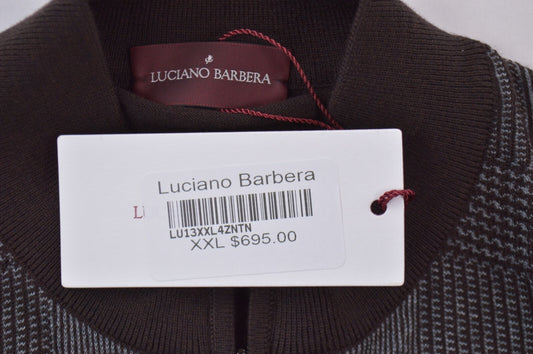 LUCIANO BARBERA
L
Luciano Barbera
LU13XXL4ZNTN
XXL $695.00